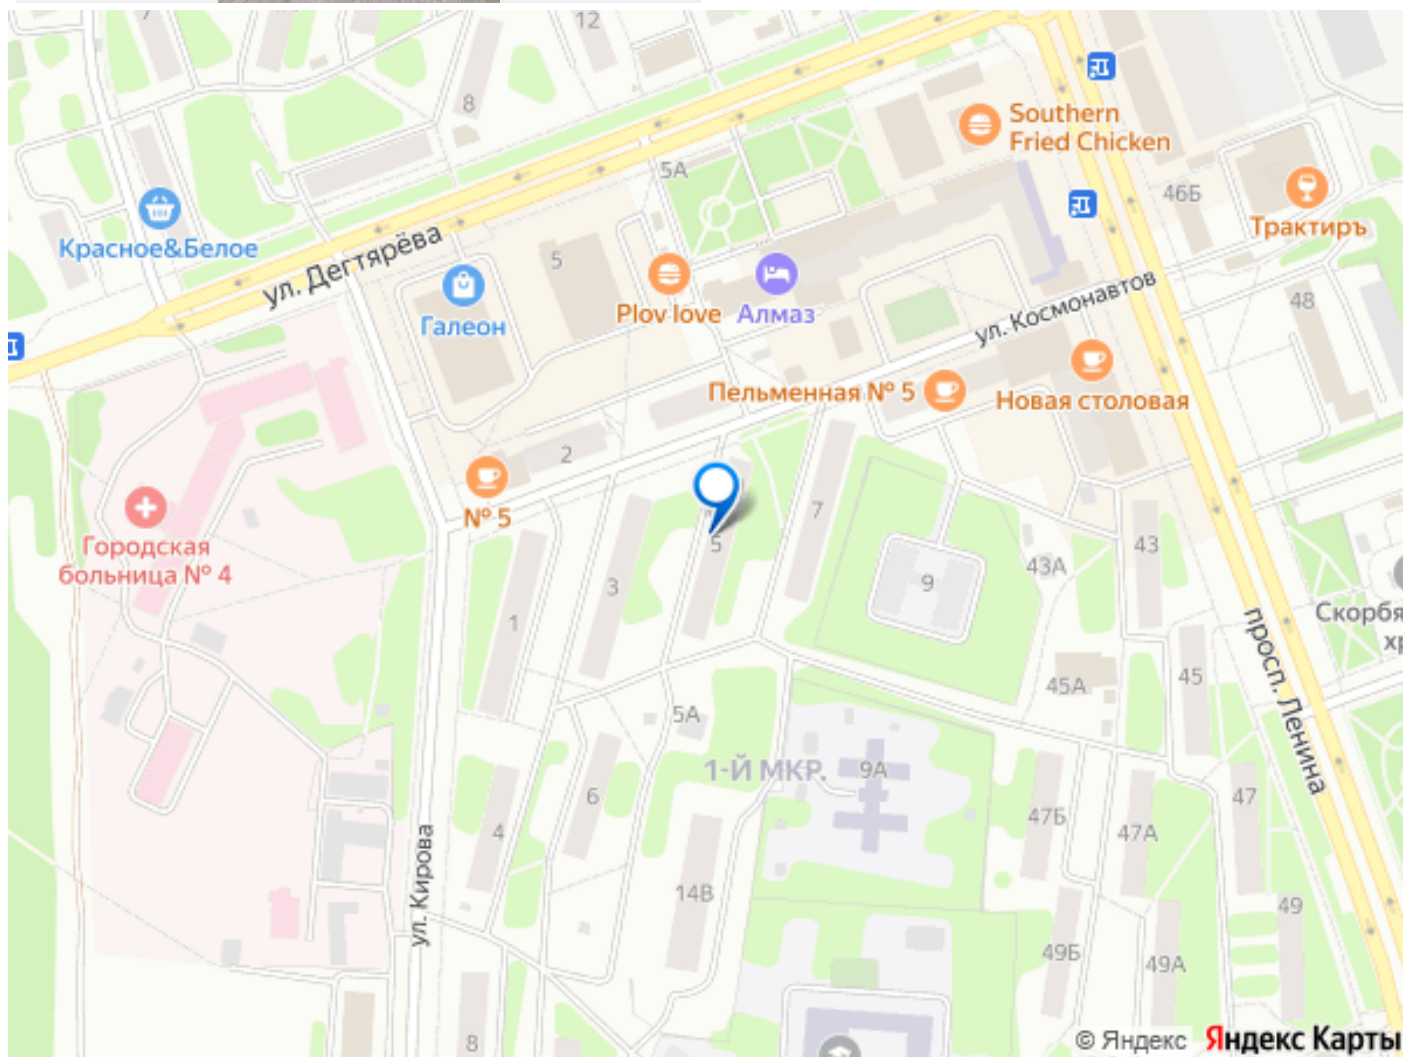 12
8
Southern
Fried Chicken
5А
46Б
Трактиръ
Красное&Белое
ул. Дегтярёва
5
Галеон
Plov love
Алмаз
ул. Космонавтов
48
Пельменная № 5
Новая столовая
2
№ 5
7
5
43
Городская
больница № 4
3
9
43А
1
Скорбя
хр
просп. Ленина
45А
45
5А
1-Й МКР.
9А
6
47Б
47А
47
4
ул. Кирова
14В
49
49Б
49А
8
© Яндекс Яндекс Карты